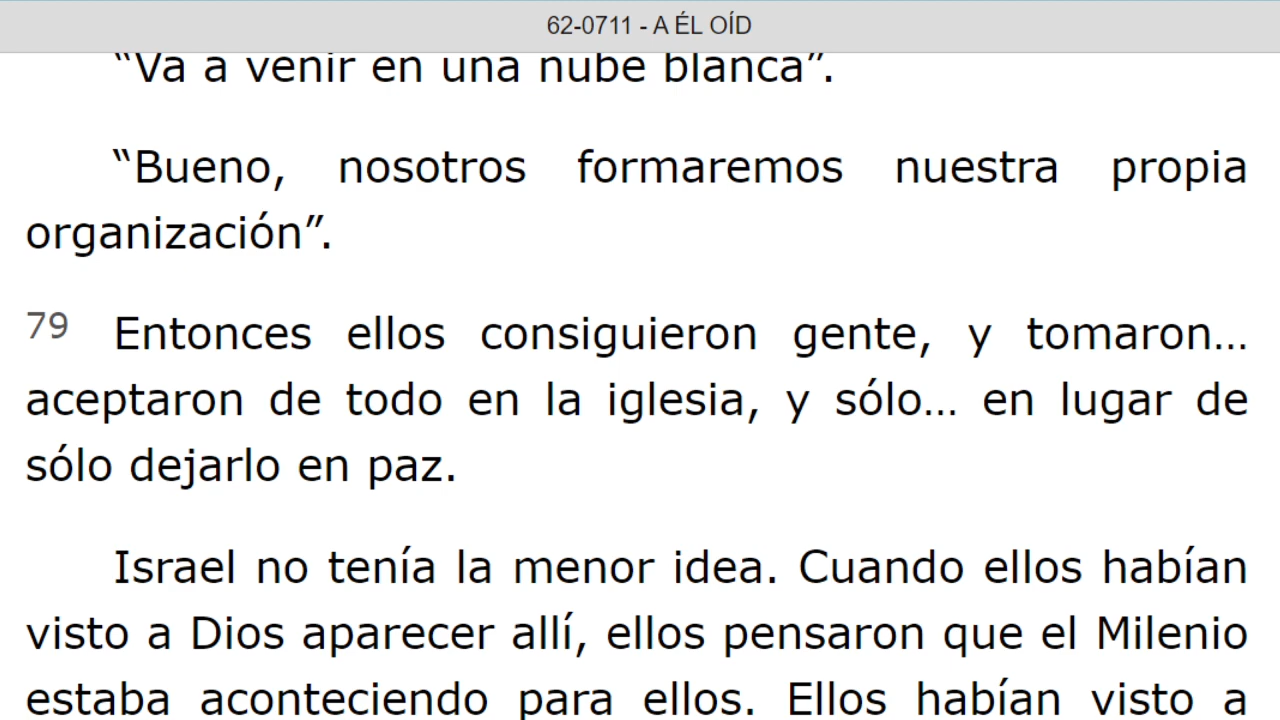 62-0711 - A ÉL OÍD
“Va a venir en una nube blanca”.
“Bueno, nosotros formaremos nuestra propia
organización”.
79 Entonces ellos consiguieron gente, y tomaron…
aceptaron de todo en la iglesia, y sólo… en lugar de
sólo dejarlo en paz.
Israel no tenía la menor idea. Cuando ellos habían
visto a Dios aparecer allí, ellos pensaron que el Milenio
estaba aconteciendo para ellos. Ellos habían visto a